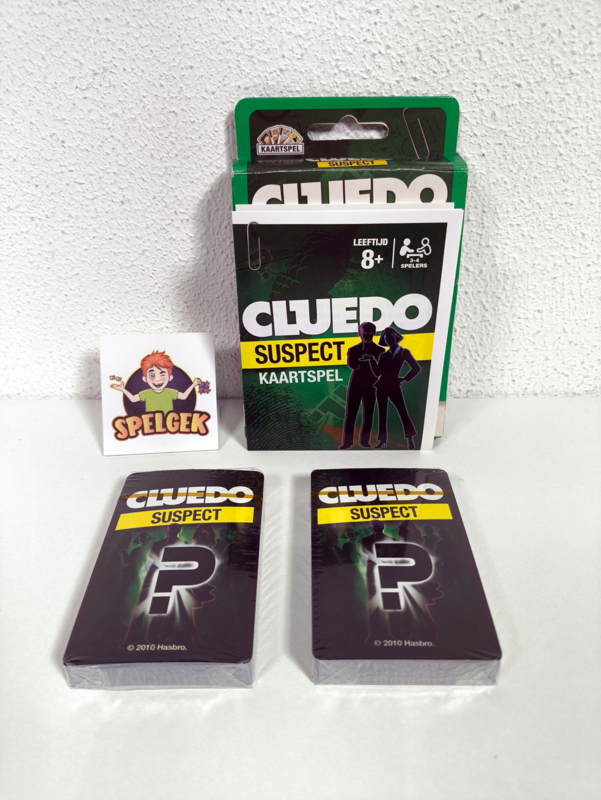 KAARTSPEL
SUSPECT
CLUEDO
LEEFTIJD
8+
3-4
SPELERS
CLUEDO
SUSPECT
KAARTSPEL
SPELGEK
CLUEDO
SUSPECT
© 2010 Hasbro.
CLUEDO
SUSPECT
© 2010 Hasbro.